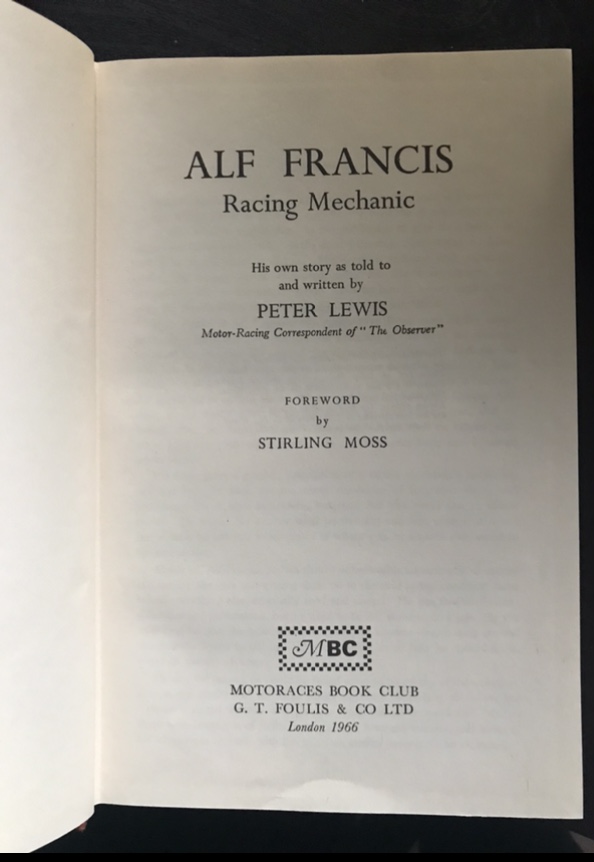 ALF FRANCIS
Racing Mechanic
His own story as told to
and written by
PETER LEWIS
Motor-Racing Correspondent of "The Observer"
FOREWORD
by
STIRLING MOSS
MBC
MOTORACES BOOK CLUB
G. T. FOULIS & CO LTD
London 1966